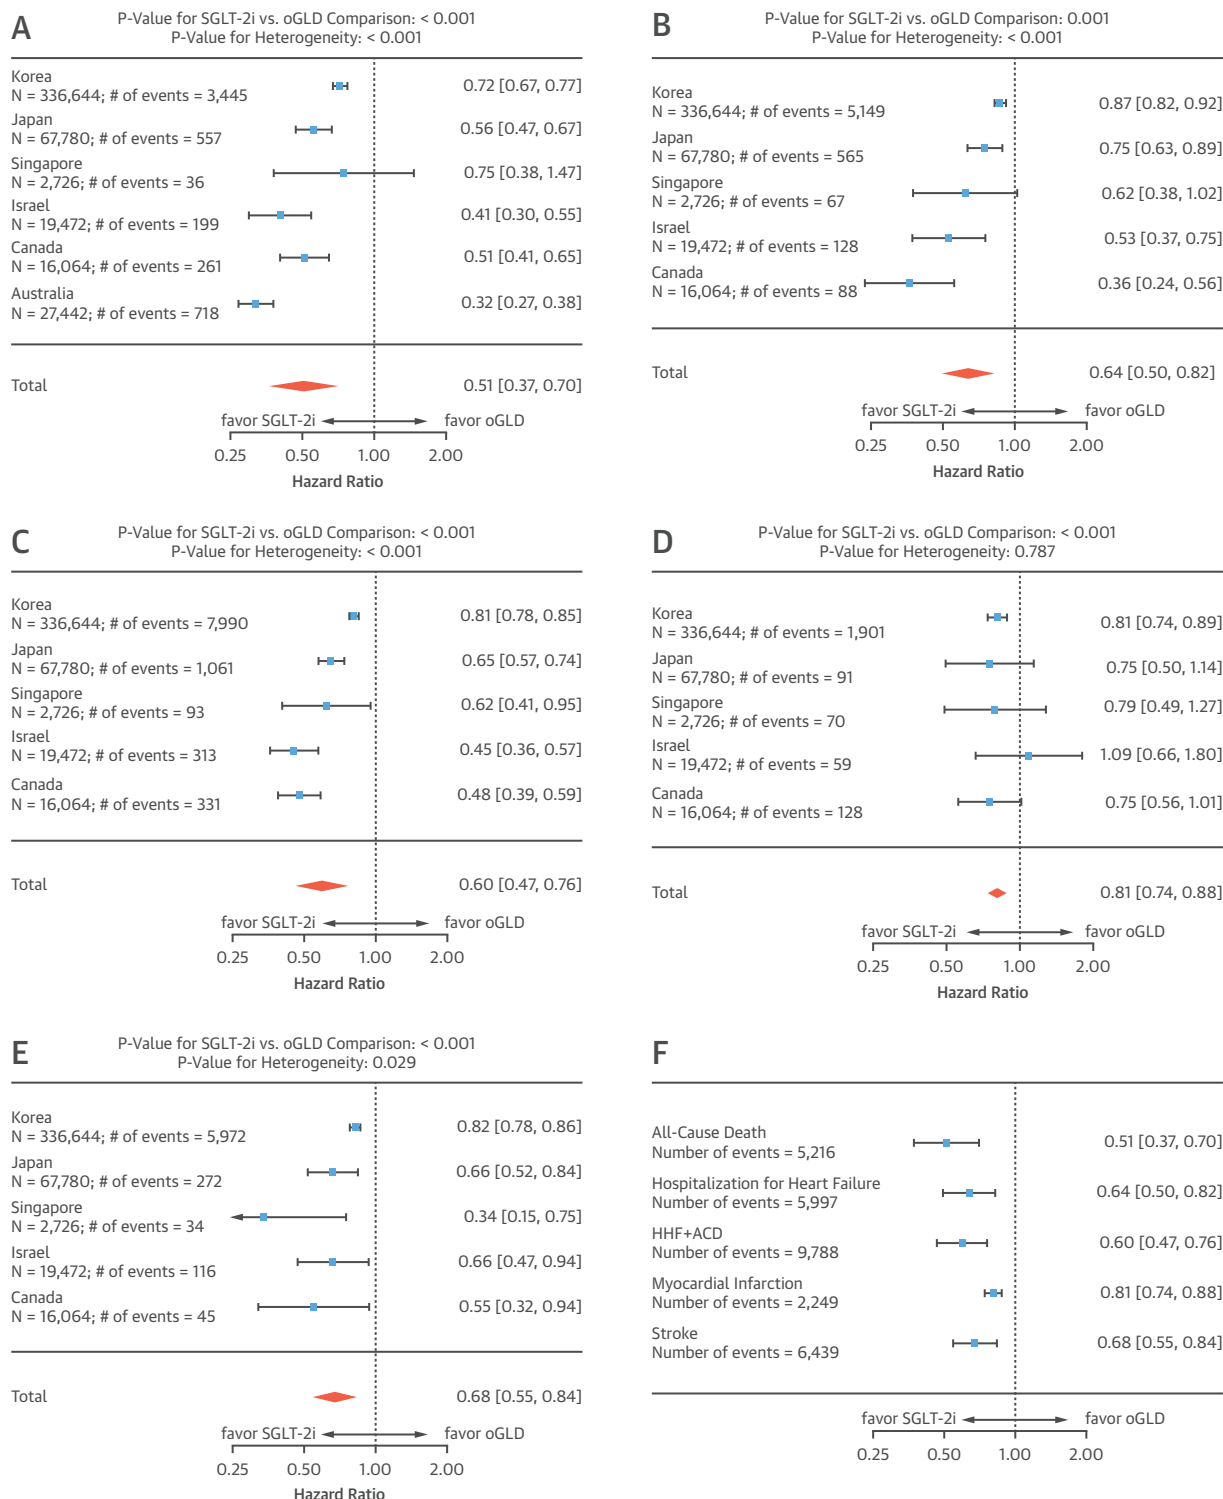 A
P-Value for SGLT-2i vs. oGLD Comparison: < 0.001
P-Value for Heterogeneity: < 0.001
Korea
N = 336,644; # of events = 3,445
0.72 [0.67, 0.77]
Japan
N = 67,780; # of events = 557
0.56 [0.47, 0.67]
Singapore
N = 2,726; # of events = 36
0.75 [0.38, 1.47]
Israel
N = 19,472; # of events = 199
0.41 [0.30, 0.55]
Canada
N = 16,064; # of events = 261
0.51 [0.41, 0.65]
Australia
N = 27,442; # of events = 718
0.32 [0.27, 0.38]
Total
0.51 [0.37, 0.70]
favor SGLT-2i favor oGLD
0.25 0.50 1.00 2.00
Hazard Ratio
B
P-Value for SGLT-2i vs. oGLD Comparison: 0.001
P-Value for Heterogeneity: < 0.001
Korea
N = 336,644; # of events = 5,149
0.87 [0.82, 0.92]
Japan
N = 67,780; # of events = 565
0.75 [0.63, 0.89]
Singapore
N = 2,726; # of events = 67
0.62 [0.38, 1.02]
Israel
N = 19,472; # of events = 128
0.53 [0.37, 0.75]
Canada
N = 16,064; # of events = 88
0.36 [0.24, 0.56]
Total
0.64 [0.50, 0.82]
favor SGLT-2i favor oGLD
0.25 0.50 1.00 2.00
Hazard Ratio
C
P-Value for SGLT-2i vs. oGLD Comparison: < 0.001
P-Value for Heterogeneity: < 0.001
Korea
N = 336,644; # of events = 7,990
0.81 [0.78, 0.85]
Japan
N = 67,780; # of events = 1,061
0.65 [0.57, 0.74]
Singapore
N = 2,726; # of events = 93
0.62 [0.41, 0.95]
Israel
N = 19,472; # of events = 313
0.45 [0.36, 0.57]
Canada
N = 16,064; # of events = 331
0.48 [0.39, 0.59]
Total
0.60 [0.47, 0.76]
favor SGLT-2i favor oGLD
0.25 0.50 1.00 2.00
Hazard Ratio
D
P-Value for SGLT-2i vs. oGLD Comparison: < 0.001
P-Value for Heterogeneity: 0.787
Korea
N = 336,644; # of events = 1,901
0.81 [0.74, 0.89]
Japan
N = 67,780; # of events = 91
0.75 [0.50, 1.14]
Singapore
N = 2,726; # of events = 70
0.79 [0.49, 1.27]
Israel
N = 19,472; # of events = 59
1.09 [0.66, 1.80]
Canada
N = 16,064; # of events = 128
0.75 [0.56, 1.01]
Total
0.81 [0.74, 0.88]
favor SGLT-2i favor oGLD
0.25 0.50 1.00 2.00
Hazard Ratio
E
P-Value for SGLT-2i vs. oGLD Comparison: < 0.001
P-Value for Heterogeneity: 0.029
Korea
N = 336,644; # of events = 5,972
0.82 [0.78, 0.86]
Japan
N = 67,780; # of events = 272
0.66 [0.52, 0.84]
Singapore
N = 2,726; # of events = 34
0.34 [0.15, 0.75]
Israel
N = 19,472; # of events = 116
0.66 [0.47, 0.94]
Canada
N = 16,064; # of events = 45
0.55 [0.32, 0.94]
Total
0.68 [0.55, 0.84]
favor SGLT-2i favor oGLD
0.25 0.50 1.00 2.00
Hazard Ratio
F
All-Cause Death
Number of events = 5,216
0.51 [0.37, 0.70]
Hospitalization for Heart Failure
Number of events = 5,997
0.64 [0.50, 0.82]
HHF+ACD
Number of events = 9,788
0.60 [0.47, 0.76]
Myocardial Infarction
Number of events = 2,249
0.81 [0.74, 0.88]
Stroke
Number of events = 6,439
0.68 [0.55, 0.84]
favor SGLT-2i favor oGLD
0.25 0.50 1.00 2.00